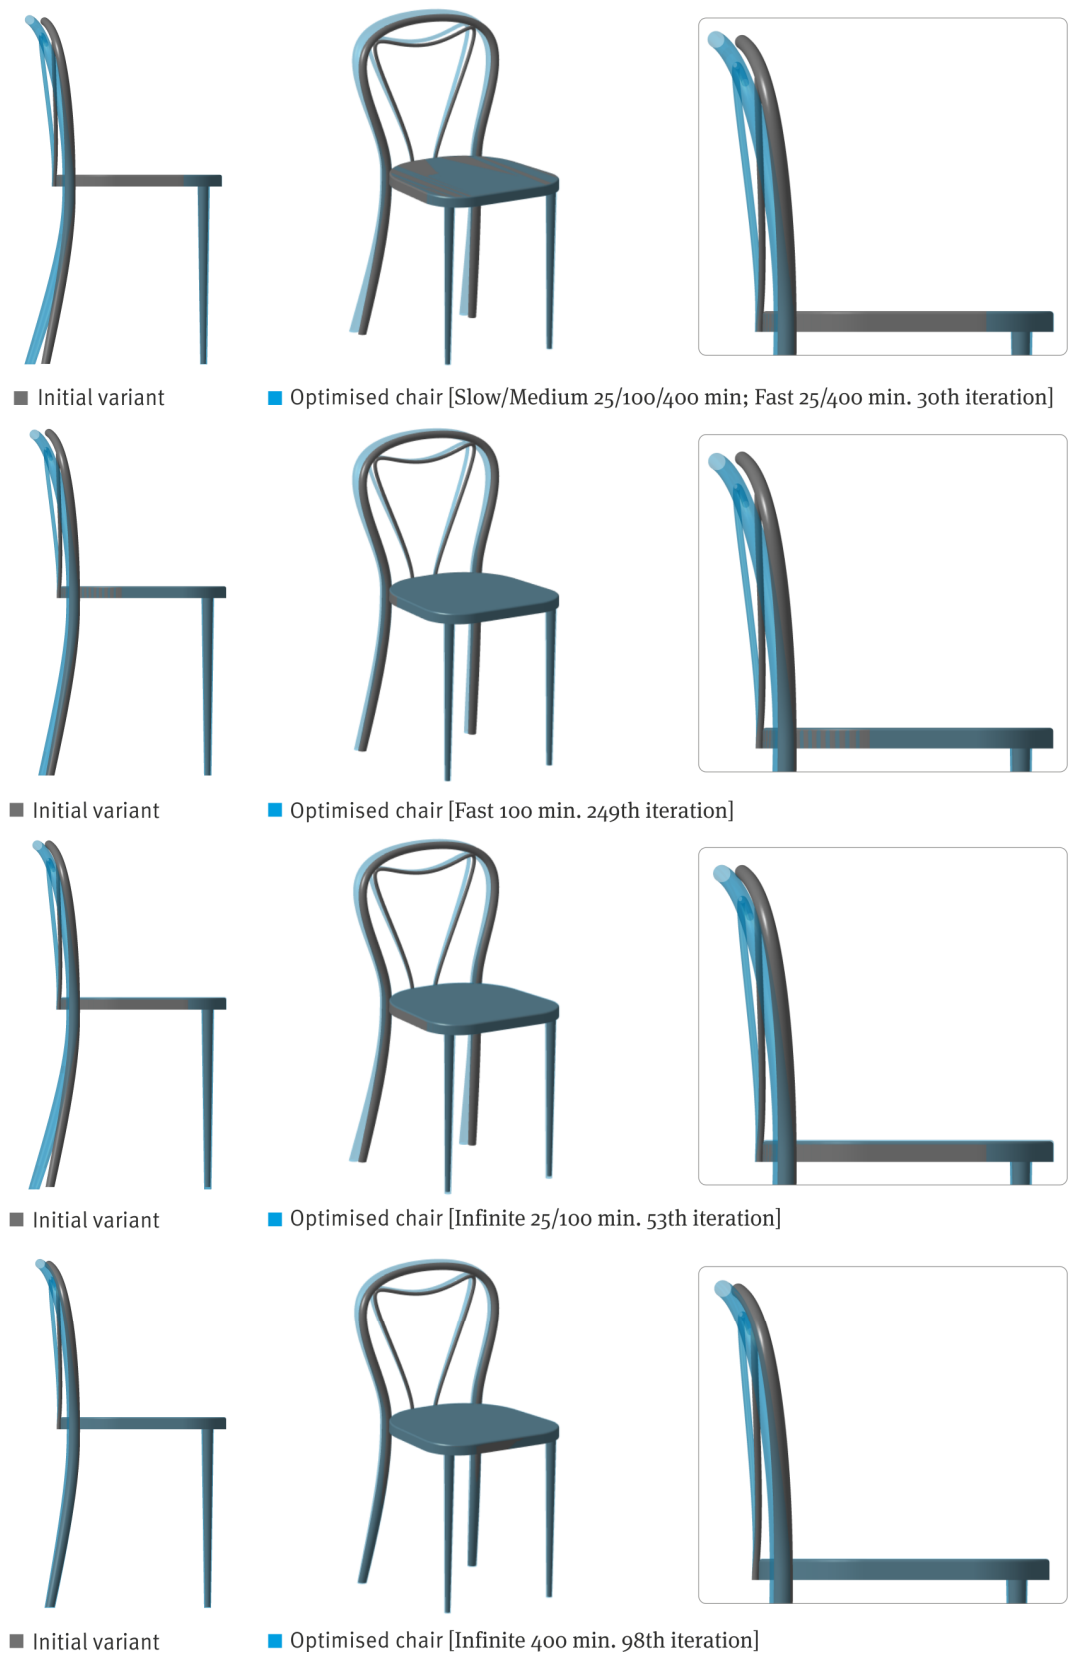 Initial variant
Optimised chair [Slow/Medium 25/100/400 min; Fast 25/400 min. 30th iteration]
Initial variant
Optimised chair [Fast 100 min. 249th iteration]
Initial variant
Optimised chair [Infinite 25/100 min. 53th iteration]
Initial variant
Optimised chair [Infinite 400 min. 98th iteration]